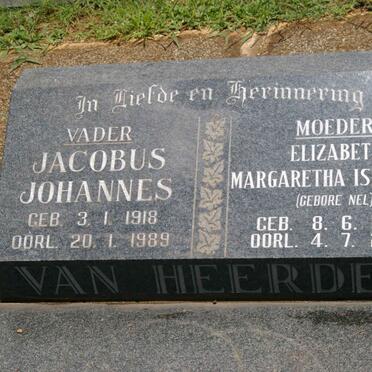 In Liefde en Herinnering
VADER
JACOBUS
JOHANNES
GEB. 3. 1. 1918
OORL. 20. 1. 1989
MOEDER
ELIZABET
MARGARETHA IS
(GEBORE NEL)
GEB. 8. 6.
OORL. 4. 7.
VAN HEERDE